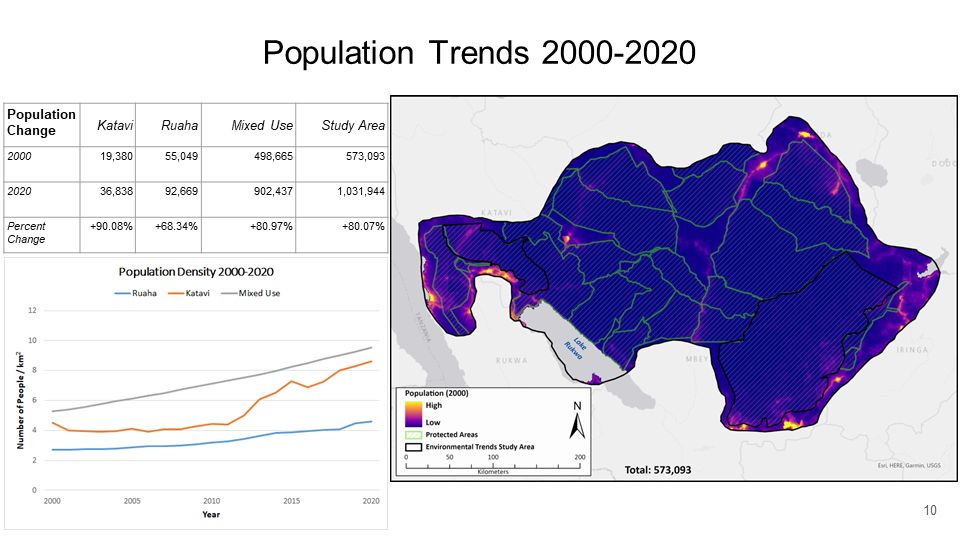 Population Trends 2000-2020
Population Change Katavi Ruaha Mixed Use Study Area
2000 19,380 55,049 498,665 573,093
2020 36,838 92,669 902,437 1,031,944
Percent Change +90.08% +68.34% +80.97% +80.07%
Population Density 2000-2020
Ruaha Katavi Mixed Use
Number of People / km²
12
10
8
6
4
2
0
2000 2005 2010 2015 2020
Year
KATAVI
TANZANIA
RUKWA
Lake
Rukwa
MBEY
IRINGA
DODO
Population (2000)
High
Low
Protected Areas
Environmental Trends Study Area
0 50 100 200
Kilometers
N
Total: 573,093
Esri, HERE, Garmin, USGS
10